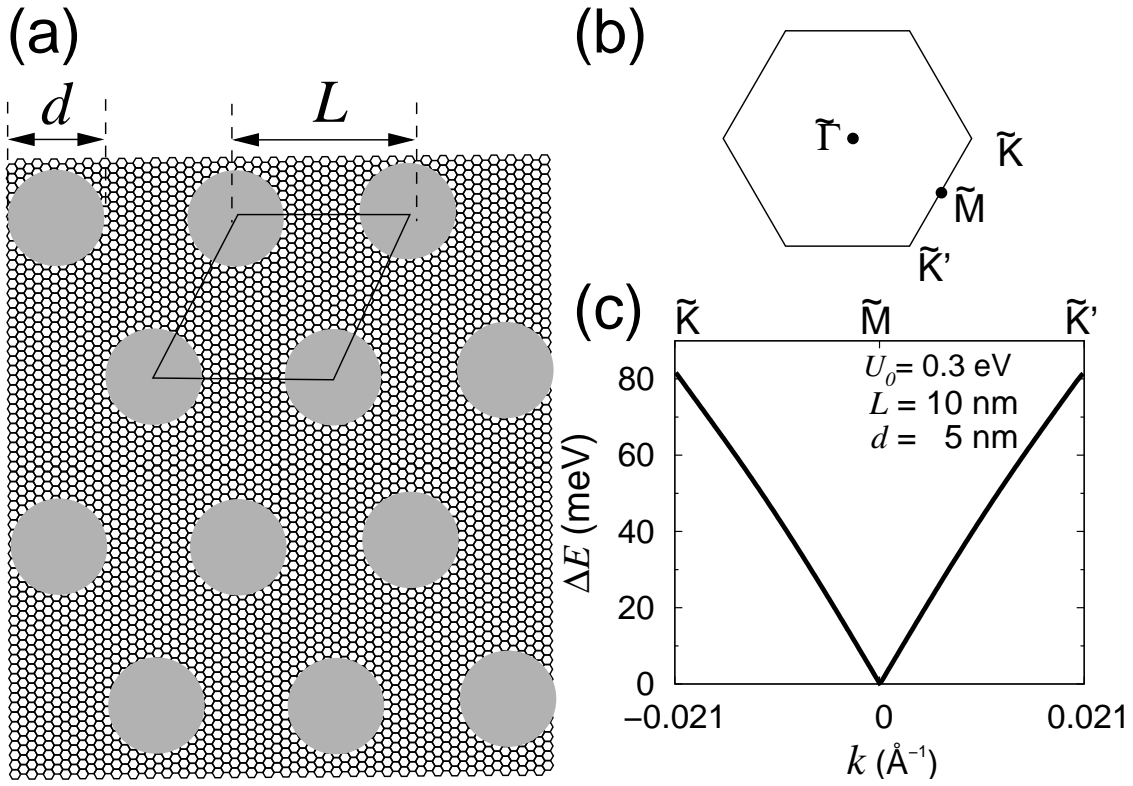 (a)
d
L
(b)
Γ̃
K̃
M̃
K̃'
(c)
K̃
M̃
K̃'
U₀= 0.3 eV
L = 10 nm
d = 5 nm
80
60
40
20
0
ΔE (meV)
−0.021
0
0.021
k (Å⁻¹)